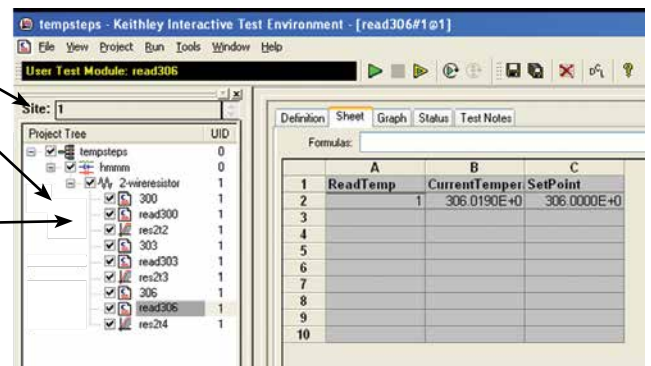 tempsteps - Keithley Interactive Test Environment - [read306#1@1]
File View Project Run Tools Window Help
User Test Module: read306
Site: 1
Project Tree UID
tempsteps 0
hmmm 0
2-wireresistor 1
300 1
read300 1
res2t2 1
303 1
read303 1
res2t3 1
306 1
read306 1
res2t4 1
Definition Sheet Graph Status Test Notes
Formulas:
A B C
1 ReadTemp CurrentTemper SetPoint
2 1 306.0190E+0 306.0000E+0
3
4
5
6
7
8
9
10